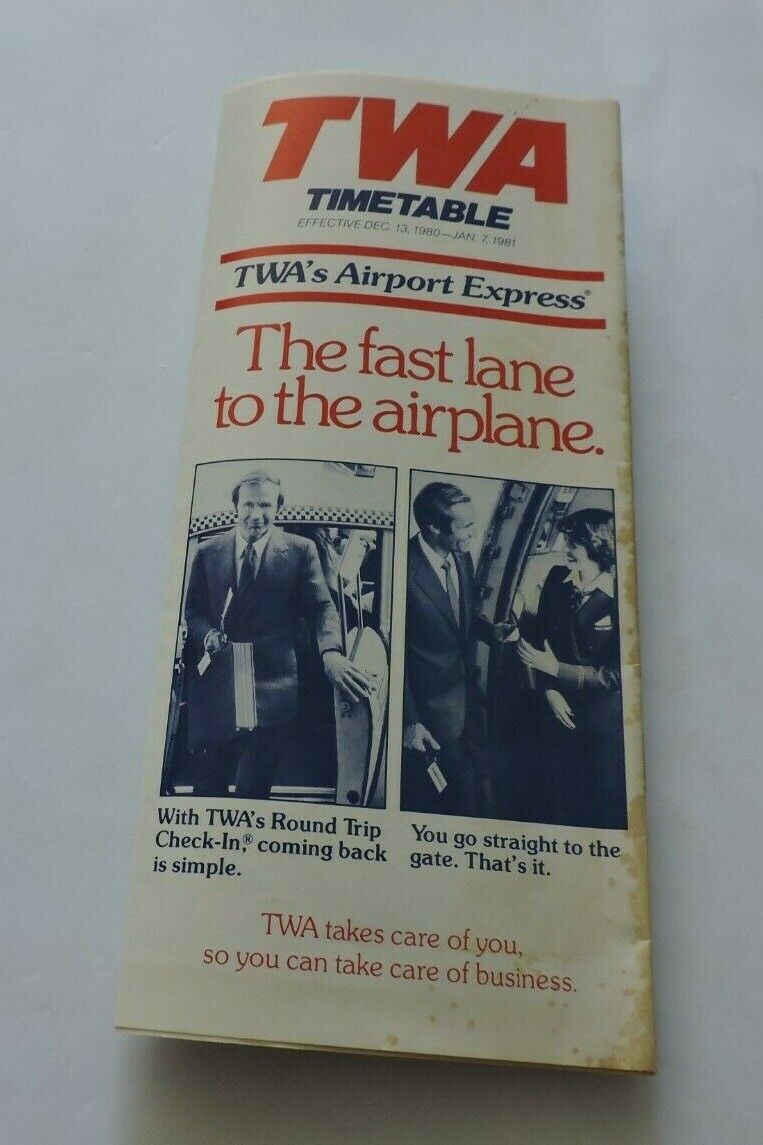 TWA
TIMETABLE
EFFECTIVE DEC. 13, 1980—JAN. 7, 1981
TWA's Airport Express®
The fast lane
to the airplane.
With TWA's Round Trip
Check-In,® coming back
is simple.
You go straight to the
gate. That's it.
TWA takes care of you,
so you can take care of business.